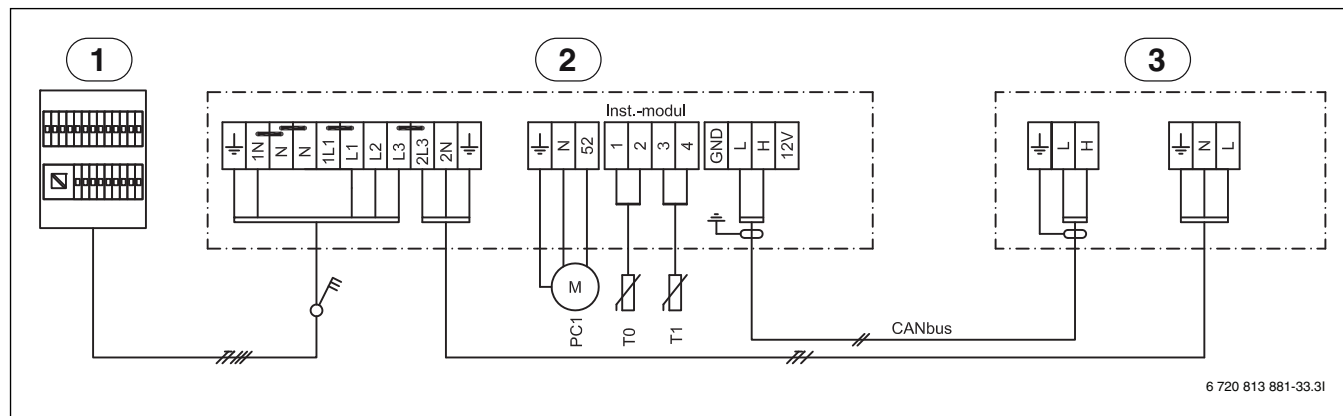 1
2
3
Inst.-modul
1N
N
N
1L1
L1
L2
L3
2L3
2N
N
52
1
2
3
4
GND
L
H
12V
L
H
N
L
M
PC1
T0
T1
CANbus
6 720 813 881-33.3I